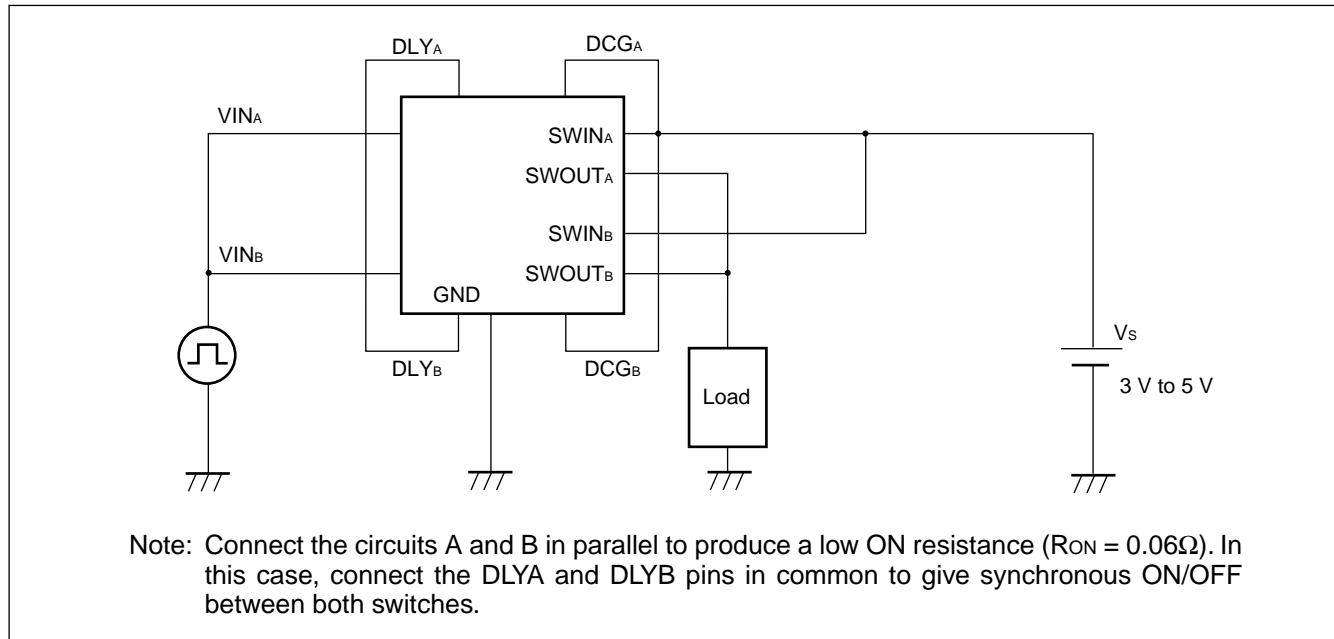 DLYA
DCGA
VINA
SWINA
SWOUTA
SWINB
VINB
SWOUTB
GND
VS
DLYB
DCGB
3 V to 5 V
Load
Note: Connect the circuits A and B in parallel to produce a low ON resistance (RON = 0.06Ω). In
this case, connect the DLYA and DLYB pins in common to give synchronous ON/OFF
between both switches.